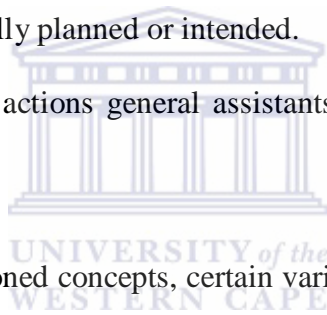 lly planned or intended.
actions general assistants
UNIVERSITY of the
oned concepts, certain vari
WESTERN CAPE